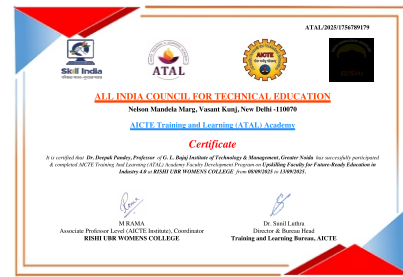 ATAL/2025/1756789179
Skill India
ATAL
AICTE
ALL INDIA COUNCIL FOR TECHNICAL EDUCATION
Nelson Mandela Marg, Vasant Kunj, New Delhi -110070
AICTE Training and Learning (ATAL) Academy
Certificate
It is certified that Dr. Deepak Pandey, Professor of G. L. Bajaj Institute of Technology & Management, Greater Noida has successfully participated
& completed AICTE Training And Learning (ATAL) Academy Faculty Development Program on Upskilling Faculty for Future-Ready Education in
Industry 4.0 at RISHI UBR WOMENS COLLEGE from 08/09/2025 to 13/09/2025.
M RAMA
Associate Professor Level (AICTE Institute), Coordinator
RISHI UBR WOMENS COLLEGE
Dr. Sunil Luthra
Director & Bureau Head
Training and Learning Bureau, AICTE